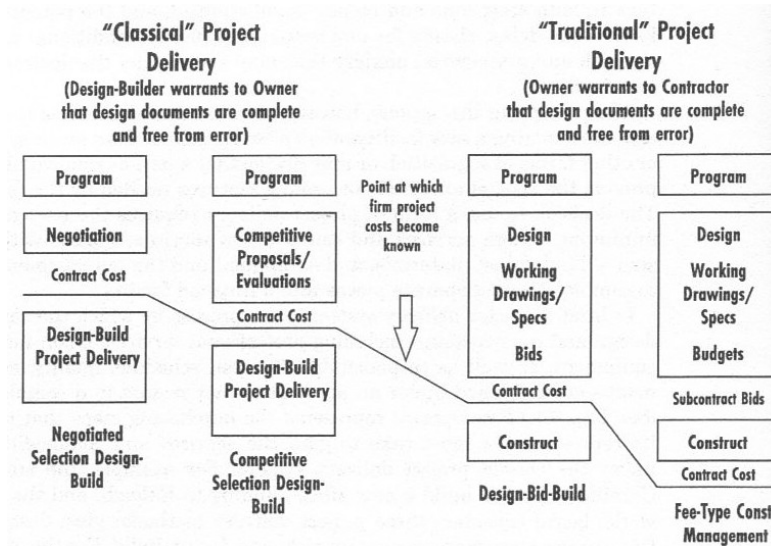 "Classical" Project
Delivery
(Design-Builder warrants to Owner
that design documents are complete
and free from error)
Program
Negotiation
Contract Cost
Design-Build
Project Delivery
Negotiated
Selection Design-
Build
Program
Competitive
Proposals/
Evaluations
Contract Cost
Design-Build
Project Delivery
Competitive
Selection Design-
Build
Point at which
firm project
costs become
known
"Traditional" Project
Delivery
(Owner warrants to Contractor
that design documents are complete
and free from error)
Program
Design
Working
Drawings/
Specs
Bids
Contract Cost
Construct
Design-Bid-Build
Program
Design
Working
Drawings/
Specs
Budgets
Subcontract Bids
Construct
Contract Cost
Fee-Type Const
Management